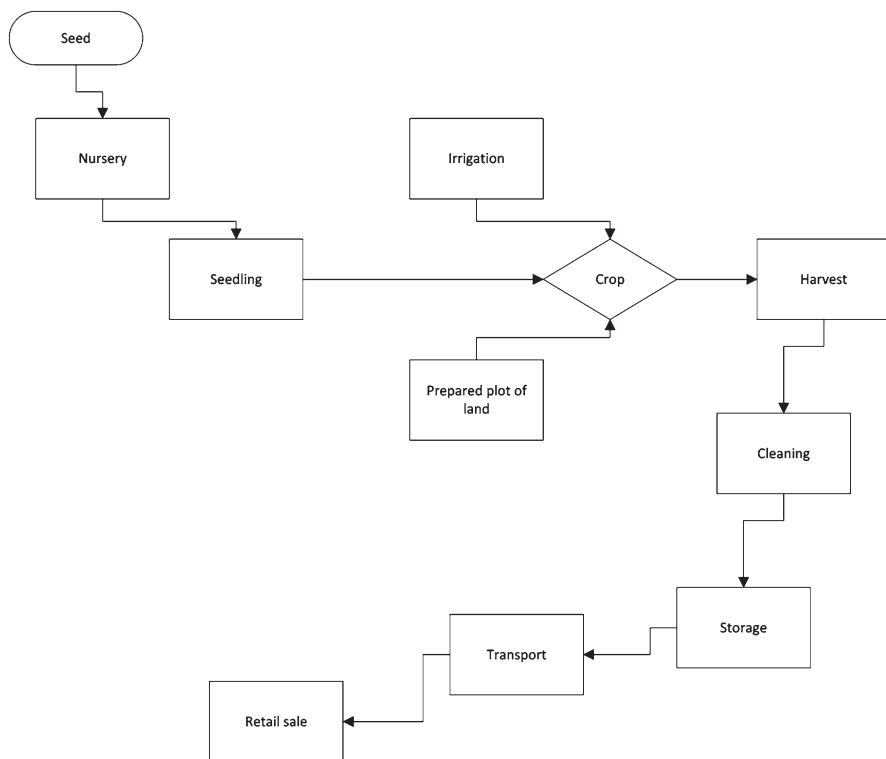 Seed
Nursery
Irrigation
Seedling
Crop
Harvest
Prepared plot of
land
Cleaning
Storage
Transport
Retail sale